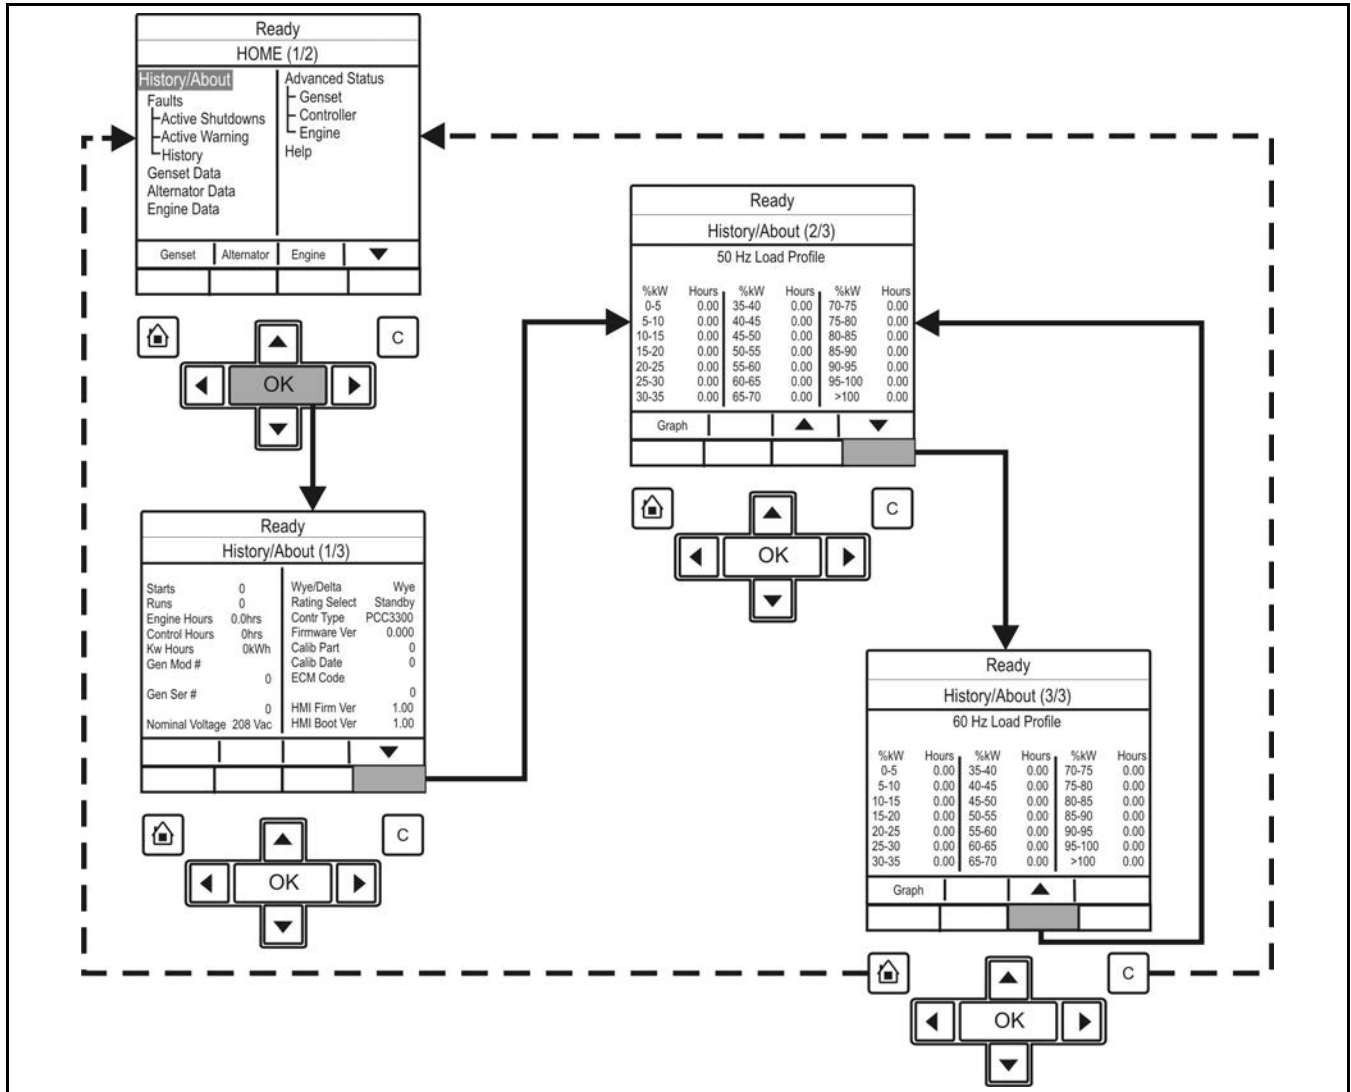 Ready
HOME (1/2)
History/About
Faults
Active Shutdowns
Active Warning
History
Genset Data
Alternator Data
Engine Data
Advanced Status
Genset
Controller
Engine
Help
Genset Alternator Engine
C
OK
Ready
History/About (1/3)
Starts 0
Runs 0
Engine Hours 0.0hrs
Control Hours 0hrs
Kw Hours 0kWh
Gen Mod #
0
Gen Ser #
0
Nominal Voltage 208 Vac
Wye/Delta Wye
Rating Select Standby
Contr Type PCC3300
Firmware Ver 0.000
Calib Part 0
Calib Date 0
ECM Code
0
HMI Firm Ver 1.00
HMI Boot Ver 1.00
C
OK
Ready
History/About (2/3)
50 Hz Load Profile
%kW Hours %kW Hours %kW Hours
0-5 0.00 35-40 0.00 70-75 0.00
5-10 0.00 40-45 0.00 75-80 0.00
10-15 0.00 45-50 0.00 80-85 0.00
15-20 0.00 50-55 0.00 85-90 0.00
20-25 0.00 55-60 0.00 90-95 0.00
25-30 0.00 60-65 0.00 95-100 0.00
30-35 0.00 65-70 0.00 >100 0.00
Graph
C
OK
Ready
History/About (3/3)
60 Hz Load Profile
%kW Hours %kW Hours %kW Hours
0-5 0.00 35-40 0.00 70-75 0.00
5-10 0.00 40-45 0.00 75-80 0.00
10-15 0.00 45-50 0.00 80-85 0.00
15-20 0.00 50-55 0.00 85-90 0.00
20-25 0.00 55-60 0.00 90-95 0.00
25-30 0.00 60-65 0.00 95-100 0.00
30-35 0.00 65-70 0.00 >100 0.00
Graph
C
OK